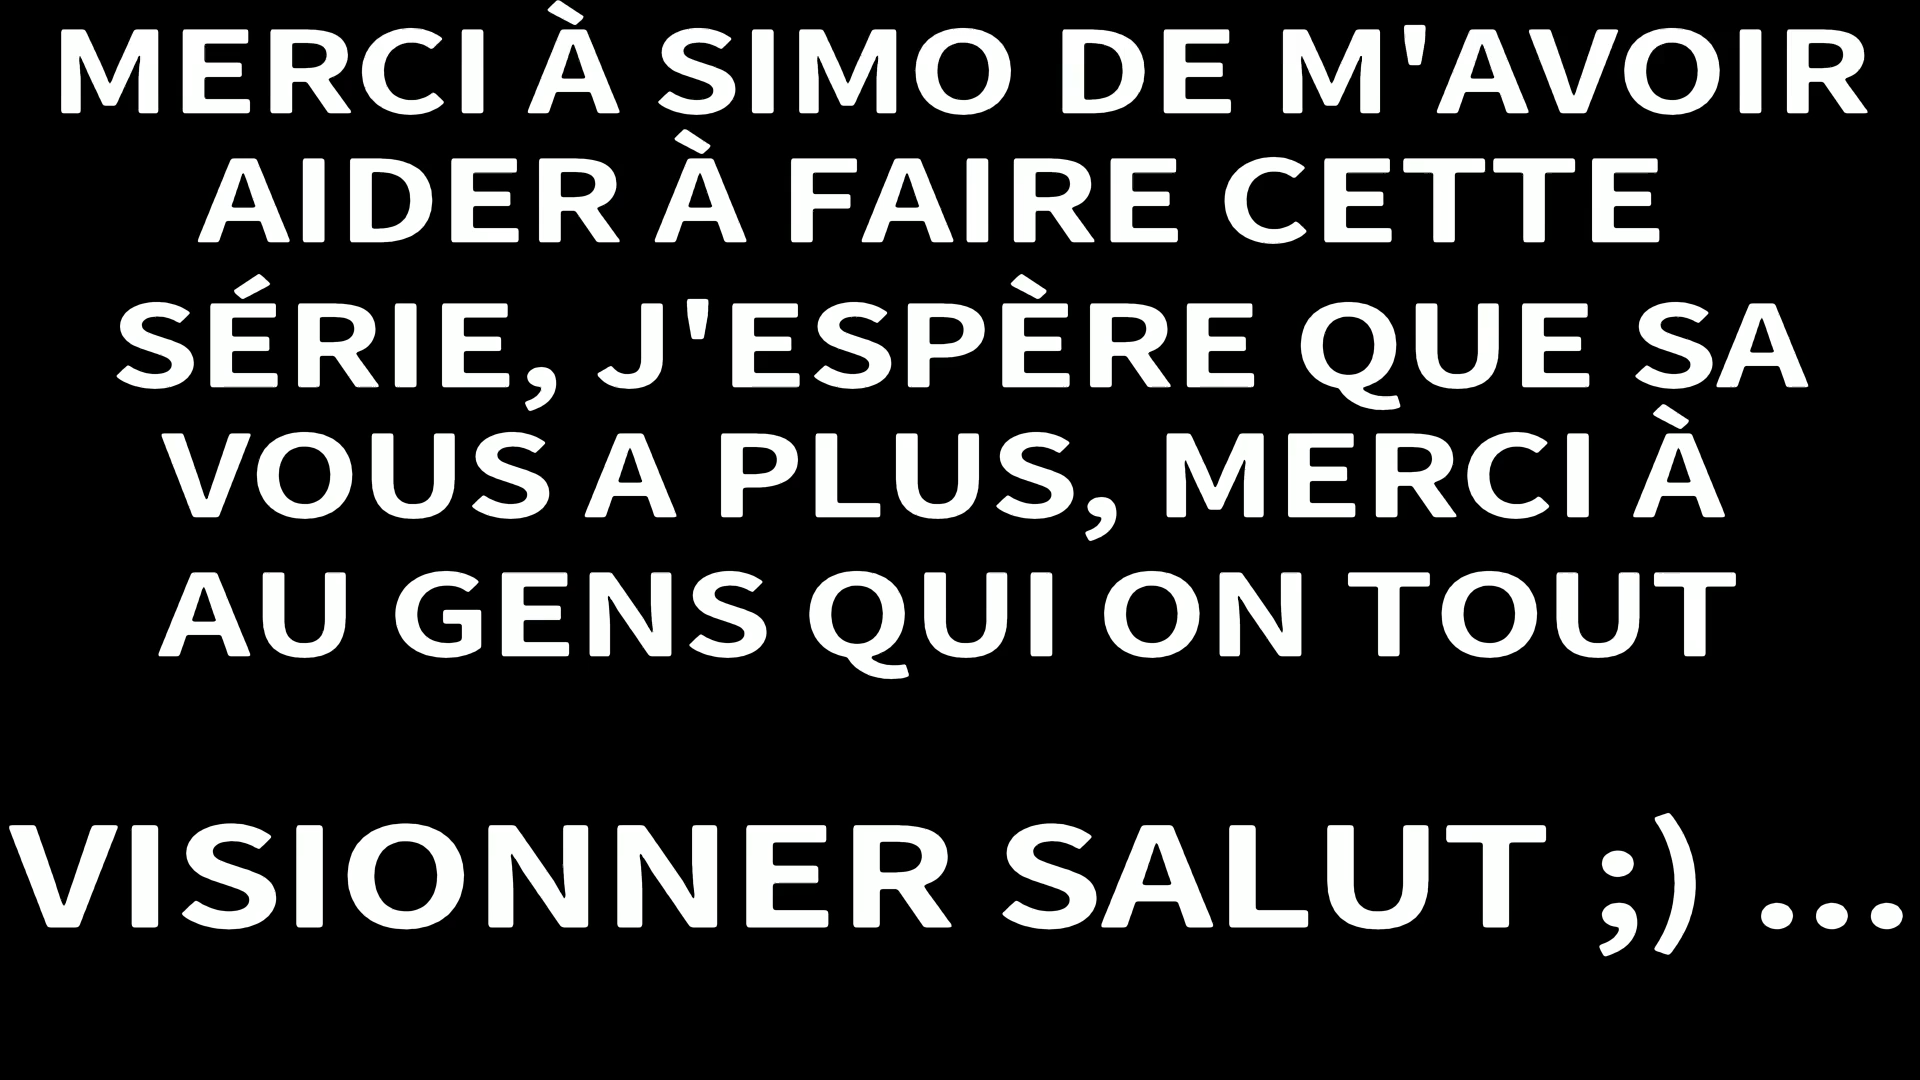 MERCI À SIMO DE M'AVOIR
AIDER À FAIRE CETTE
SÉRIE, J'ESPÈRE QUE SA
VOUS A PLUS, MERCI À
AU GENS QUI ON TOUT
VISIONNER SALUT ;) ...